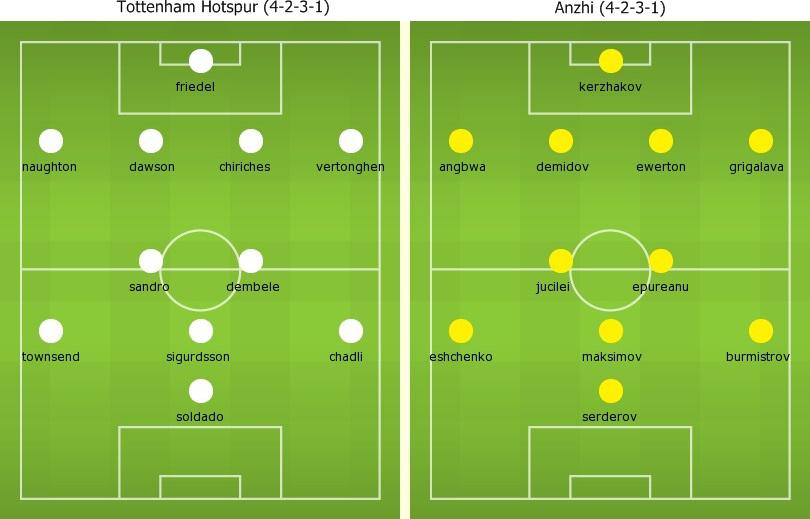 Tottenham Hotspur (4-2-3-1)
friedel
naughton dawson chiriches vertonghen
sandro dembele
townsend sigurdsson chadli
soldado
Anzhi (4-2-3-1)
kerzhakov
angbwa demidov ewerton grigalava
jucilei epureanu
eshchenko maksimov burmistrov
serderov